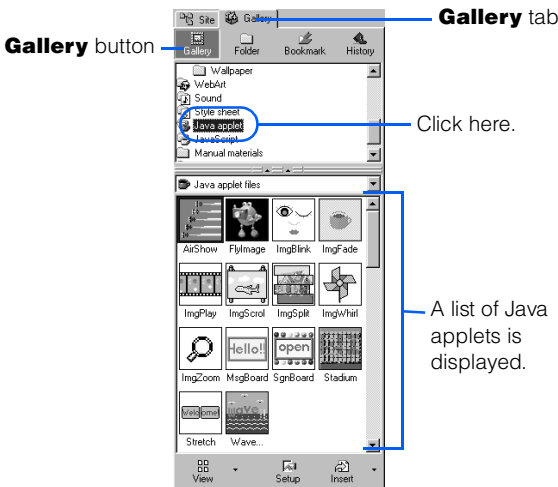 Site Gallery
Gallery tab
Gallery button
Gallery Folder Bookmark History
Wallpaper
WebArt
Sound
Style sheet
Java applet
JavaScript
Manual materials
Click here.
Java applet files
AirShow FlyImage ImgBlink ImgFade
ImgPlay ImgScrol ImgSplit ImgWhirl
A list of Java
applets is
displayed.
Hello!! open
ImgZoom MsgBoard SgnBoard Stadium
Welcome! WAVE
Stretch Wave...
View Setup Insert